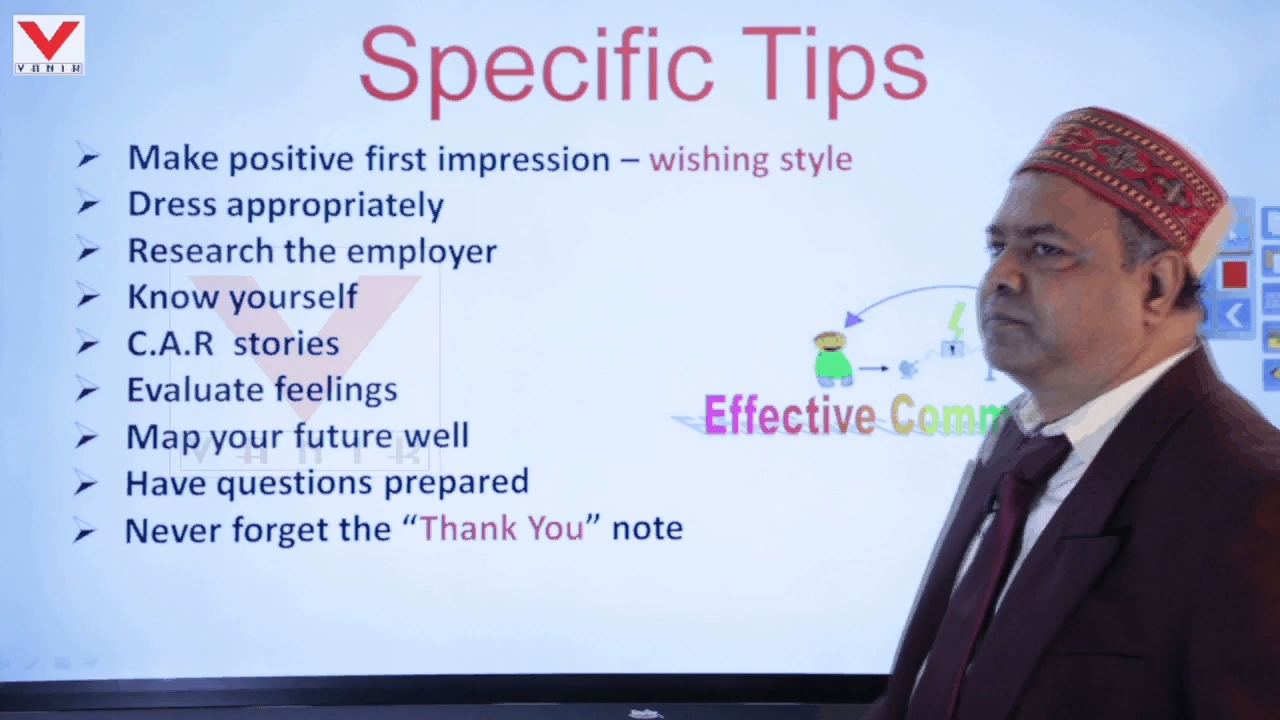 VANIK
Specific Tips
Make positive first impression – wishing style
Dress appropriately
Research the employer
Know yourself
C.A.R stories
Evaluate feelings
Map your future well
Have questions prepared
Never forget the “Thank You” note
Effective Comm
VANIK